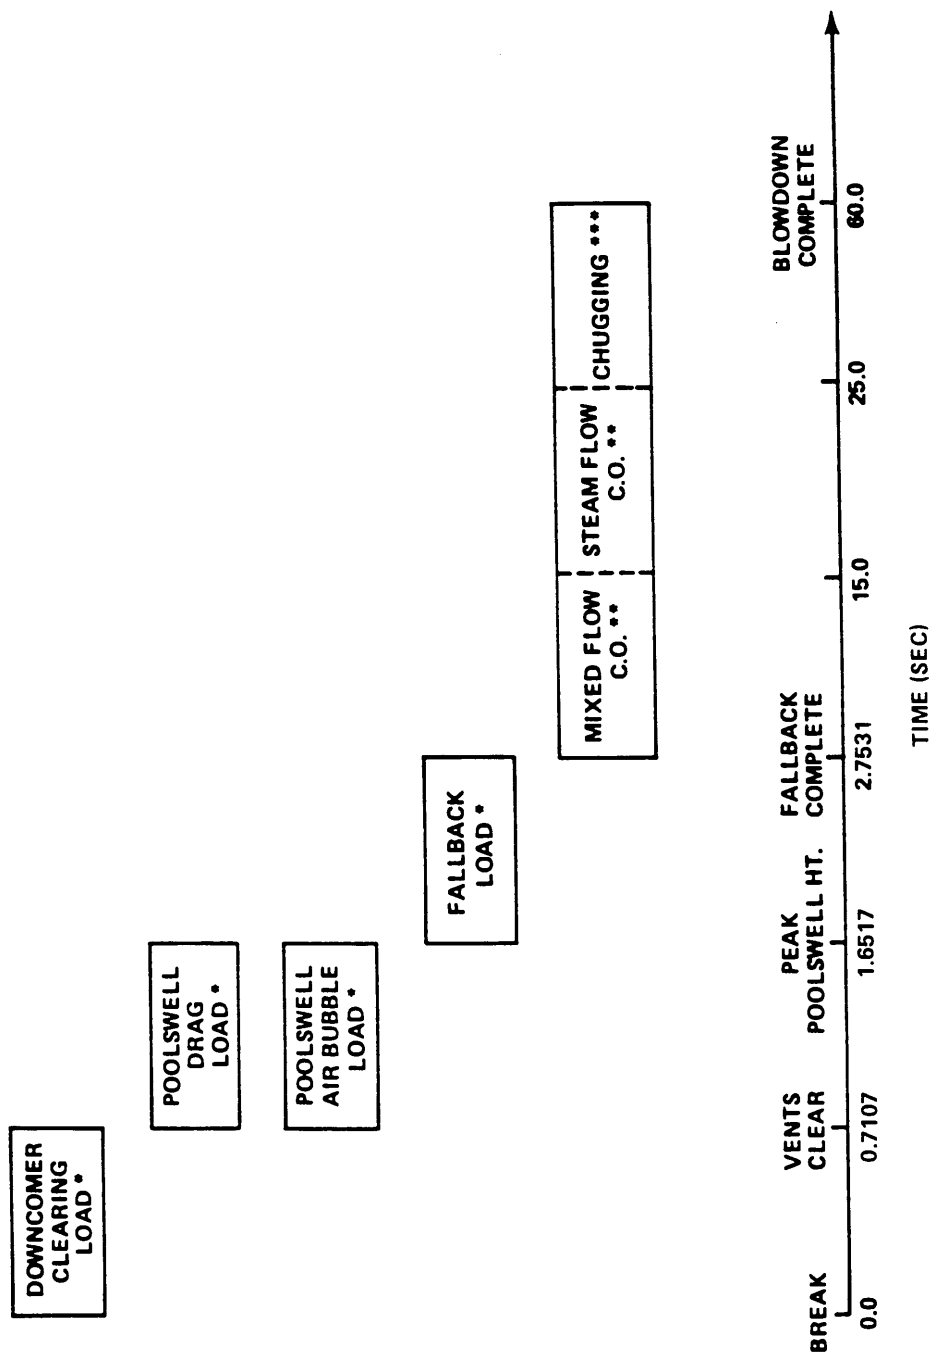 DOWNCOMER
CLEARING
LOAD*
POOLSWELL
DRAG
LOAD *
POOLSWELL
AIR BUBBLE
LOAD *
FALLBACK
LOAD *
MIXED FLOW
C.O. **
STEAM FLOW
C.O. **
CHUGGING ***
BREAK
VENTS
CLEAR
PEAK
POOLSWELL HT.
FALLBACK
COMPLETE
BLOWDOWN
COMPLETE
0.0
0.7107
1.6517
2.7531
15.0
25.0
60.0
TIME (SEC)